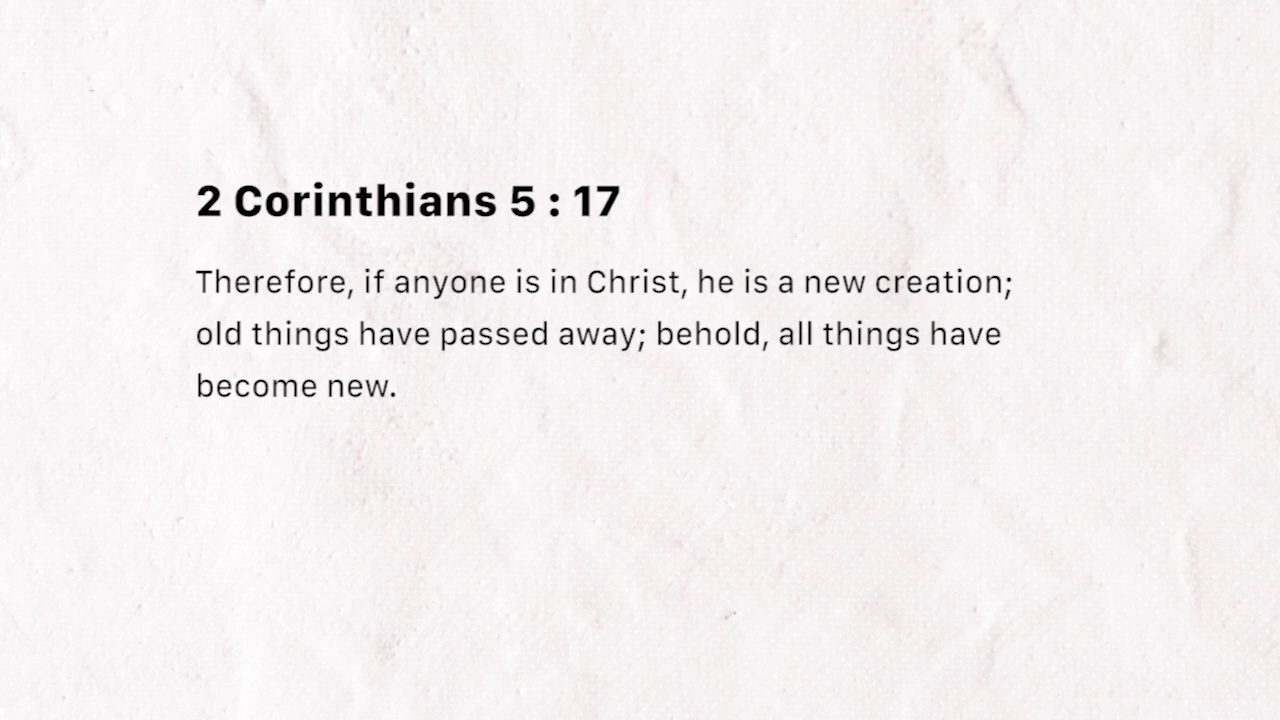 2 Corinthians 5 : 17
Therefore, if anyone is in Christ, he is a new creation;
old things have passed away; behold, all things have
become new.